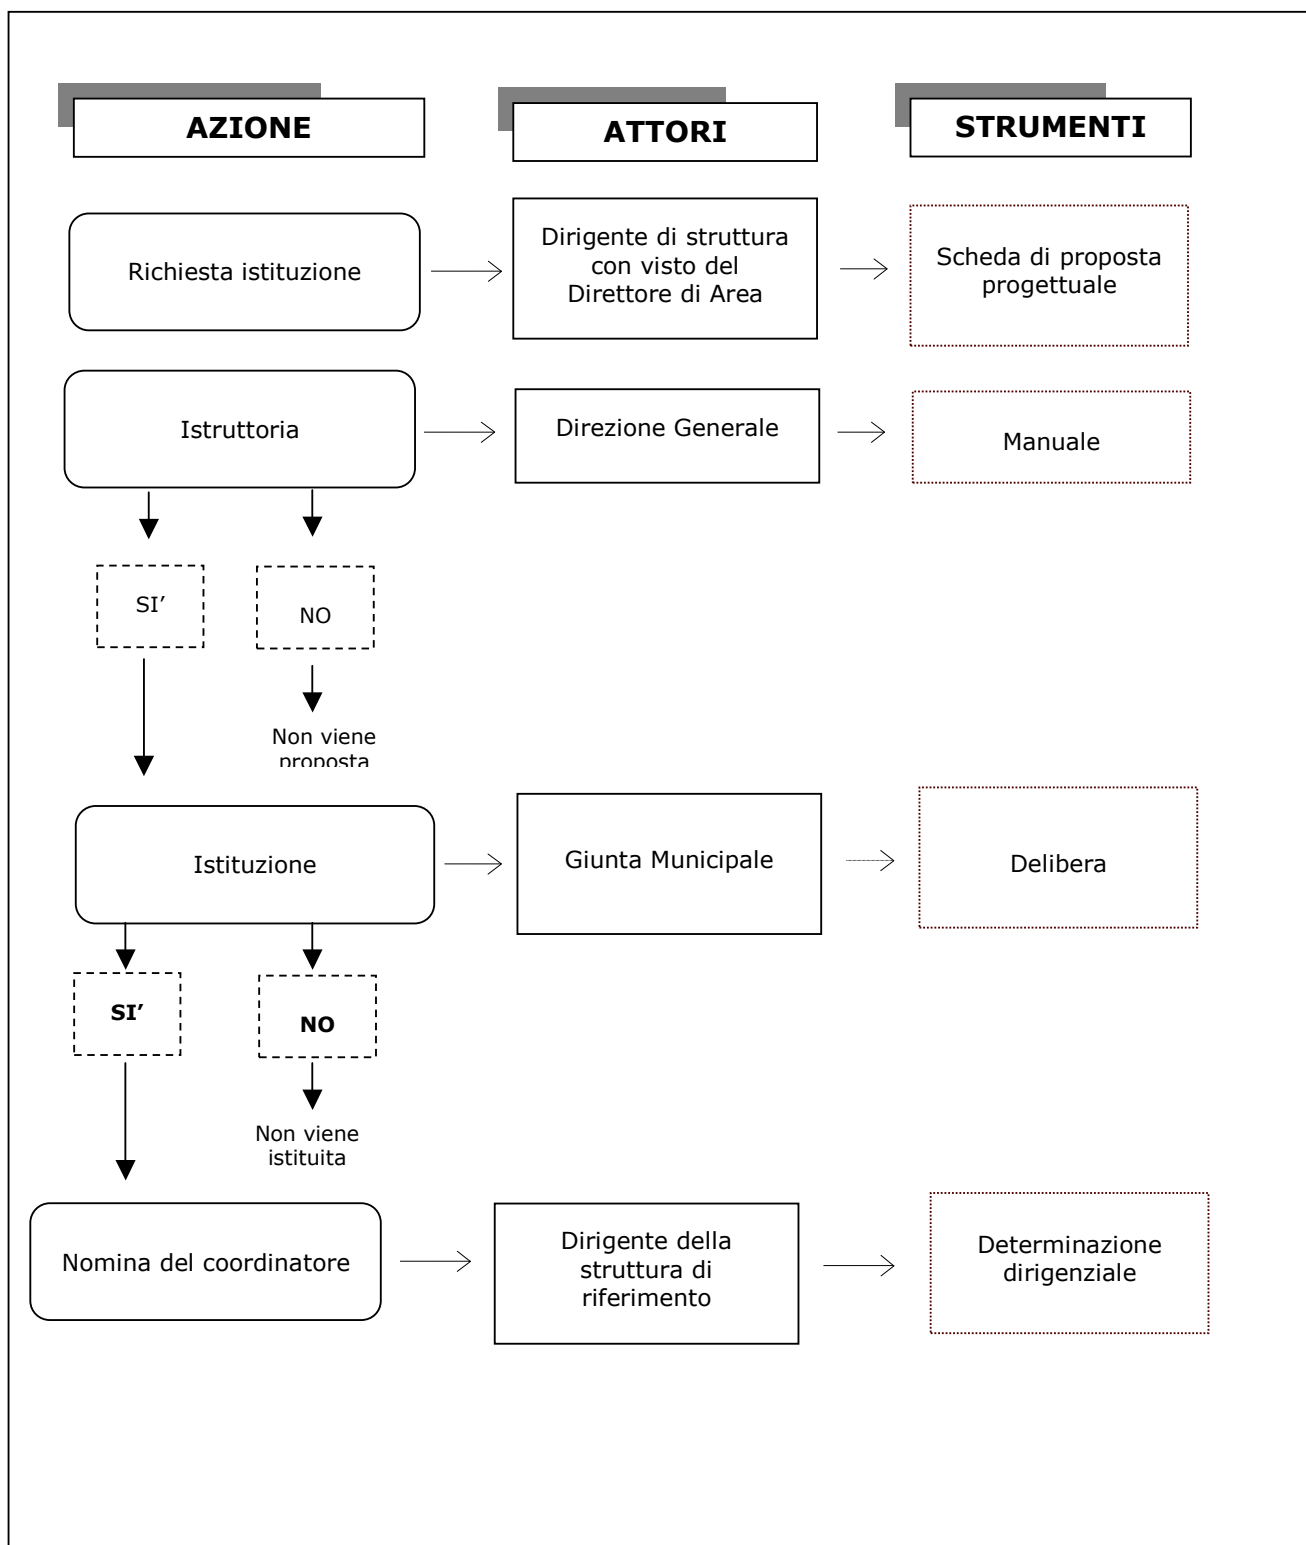 AZIONE
ATTORI
STRUMENTI
Richiesta istituzione
Dirigente di struttura
con visto del
Direttore di Area
Scheda di proposta
progettuale
Istruttoria
Direzione Generale
Manuale
SI’
NO
Non viene
proposta
Istituzione
Giunta Municipale
Delibera
SI’
NO
Non viene
istituita
Nomina del coordinatore
Dirigente della
struttura di
riferimento
Determinazione
dirigenziale